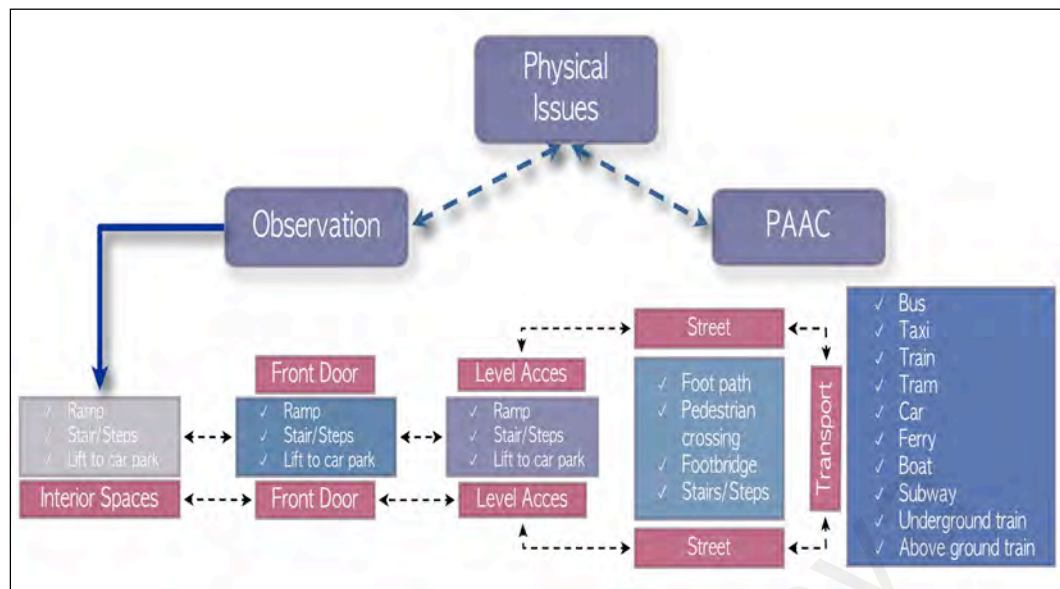 Physical
Issues
Observation
PAAC
Interior Spaces
✓ Ramp
✓ Stair/Steps
✓ Lift to car park
Front Door
✓ Ramp
✓ Stair/Steps
✓ Lift to car park
Front Door
Level Acces
✓ Ramp
✓ Stair/Steps
✓ Lift to car park
Level Acces
Street
✓ Foot path
✓ Pedestrian
crossing
✓ Footbridge
✓ Stairs/Steps
Street
Transport
✓ Bus
✓ Taxi
✓ Train
✓ Tram
✓ Car
✓ Ferry
✓ Boat
✓ Subway
✓ Underground train
✓ Above ground train